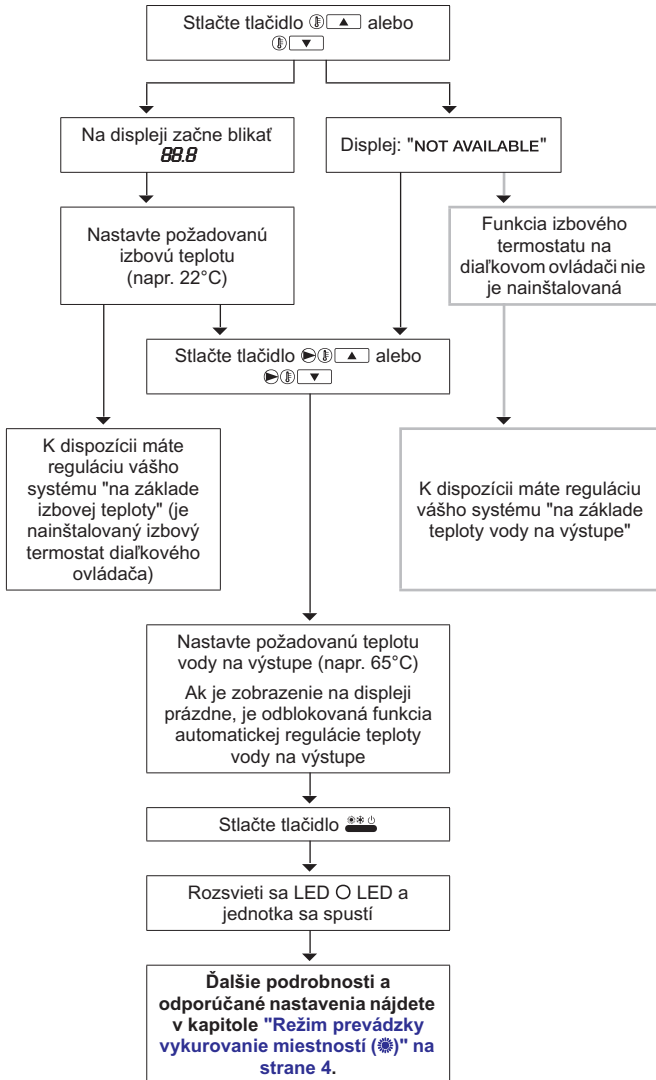 Stlačte tlačidlo ▲ alebo
▼
Na displeji začne blikať
88.8
Displej: "NOT AVAILABLE"
Nastavte požadovanú
izbovú teplotu
(napr. 22°C)
Funkcia izbového
termostatu na
diaľkovom ovládači nie
je nainštalovaná
Stlačte tlačidlo ▲ alebo
▼
K dispozícii máte
reguláciu vášho
systému "na základe
izbovej teploty" (je
nainštalovaný izbový
termostat diaľkového
ovládača)
K dispozícii máte reguláciu
vášho systému "na základe
teploty vody na výstupe"
Nastavte požadovanú teplotu
vody na výstupe (napr. 65°C)
Ak je zobrazenie na displeji
prázdne, je odblokovaná funkcia
automatickej regulácie teploty
vody na výstupe
Stlačte tlačidlo
Rozsvieti sa LED O LED a
jednotka sa spustí
Ďalšie podrobnosti a
odporúčané nastavenia nájdete
v kapitole "Režim prevádzky
vykurovanie miestností (☀)" na
strane 4.